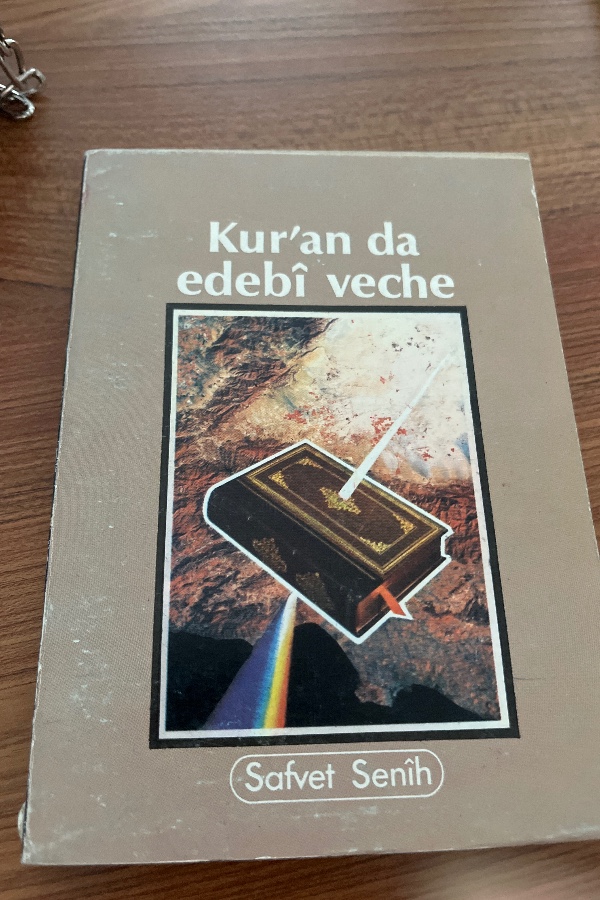 Kur'an da
edebî veche
Safvet Senîh